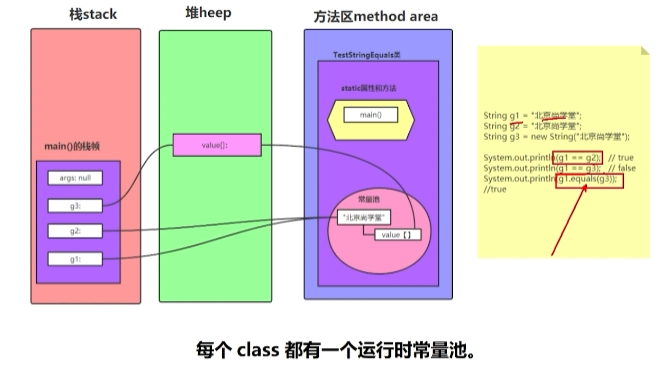 栈stack
堆heep
方法区method area
TestStringEquals类
static属性和方法
main()
main()的栈帧
args: null
g3:
g2:
g1:
value[]:
常量池
"北京尚学堂"
value【】
String g1 = "北京尚学堂";
String g2 = "北京尚学堂";
String g3 = new String("北京尚学堂");
System.out.println(g1 == g2); // true
System.out.println(g1 == g3); // false
System.out.println(g1.equals(g3));
//true
每个 class 都有一个运行时常量池。